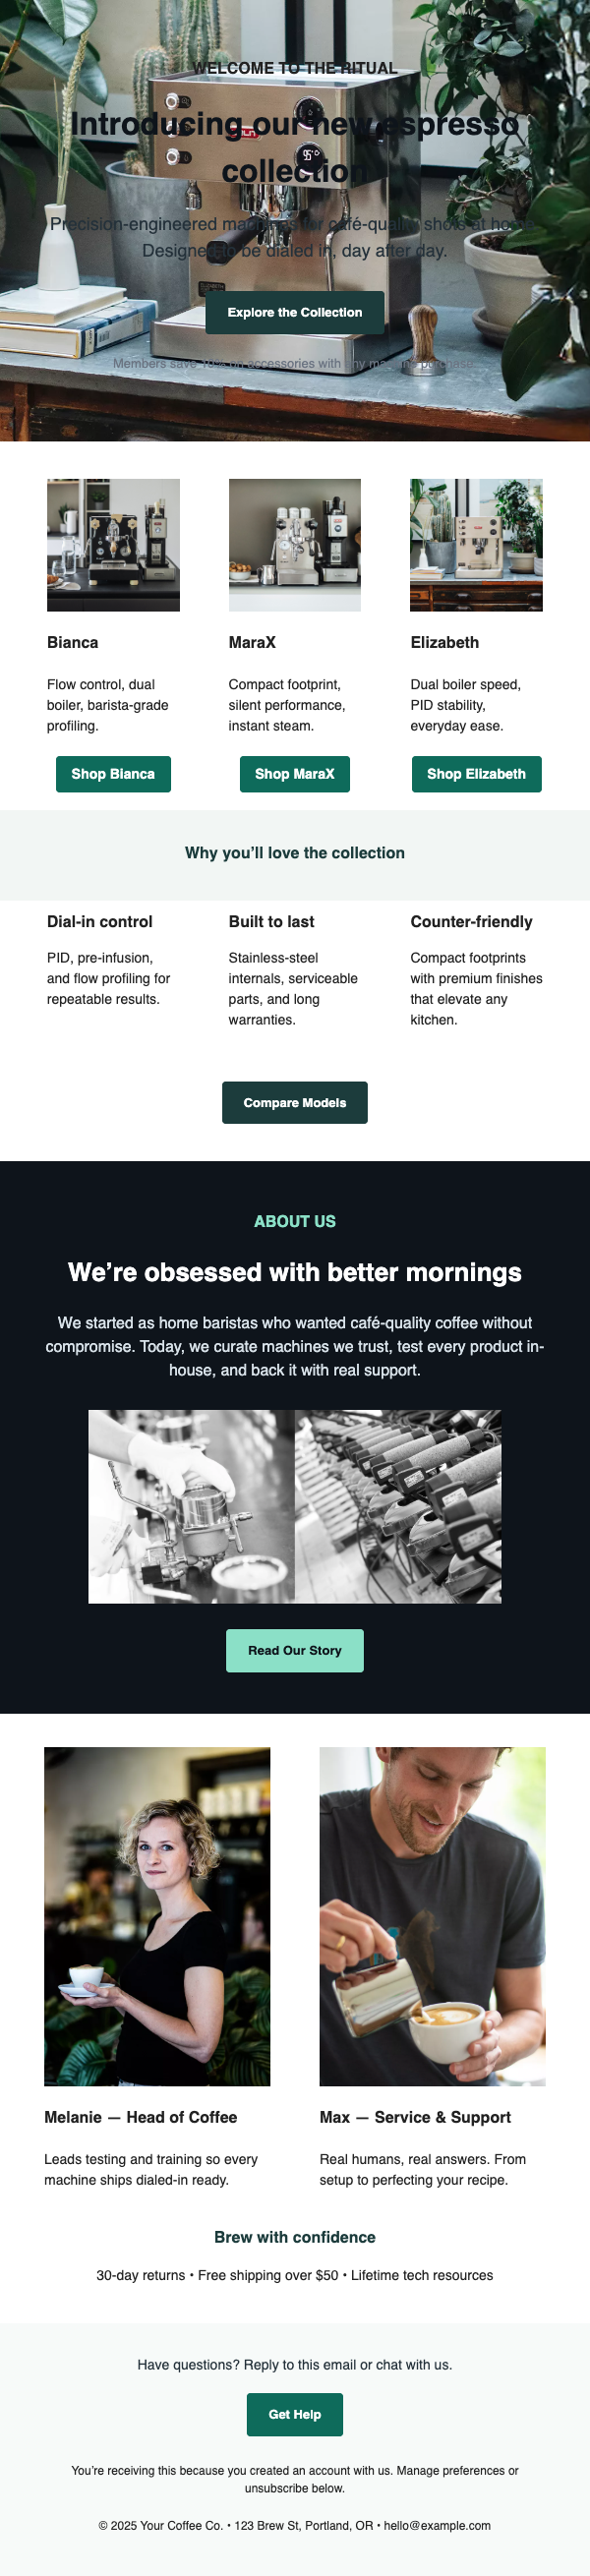 WELCOME TO THE RITUAL
Introducing our new espresso
collection
Precision-engineered machines for café-quality shots at home.
Designed to be dialed in, day after day.
Explore the Collection
Members save 10% on accessories with any machine purchase.
Bianca
MaraX
Elizabeth
Flow control, dual
boiler, barista-grade
profiling.
Compact footprint,
silent performance,
instant steam.
Dual boiler speed,
PID stability,
everyday ease.
Shop Bianca
Shop MaraX
Shop Elizabeth
Why you’ll love the collection
Dial-in control
PID, pre-infusion,
and flow profiling for
repeatable results.
Built to last
Stainless-steel
internals, serviceable
parts, and long
warranties.
Counter-friendly
Compact footprints
with premium finishes
that elevate any
kitchen.
Compare Models
ABOUT US
We’re obsessed with better mornings
We started as home baristas who wanted café-quality coffee without
compromise. Today, we curate machines we trust, test every product in-
house, and back it with real support.
Read Our Story
Melanie — Head of Coffee
Leads testing and training so every
machine ships dialed-in ready.
Max — Service & Support
Real humans, real answers. From
setup to perfecting your recipe.
Brew with confidence
30-day returns • Free shipping over $50 • Lifetime tech resources
Have questions? Reply to this email or chat with us.
Get Help
You’re receiving this because you created an account with us. Manage preferences or
unsubscribe below.
© 2025 Your Coffee Co. • 123 Brew St, Portland, OR • hello@example.com